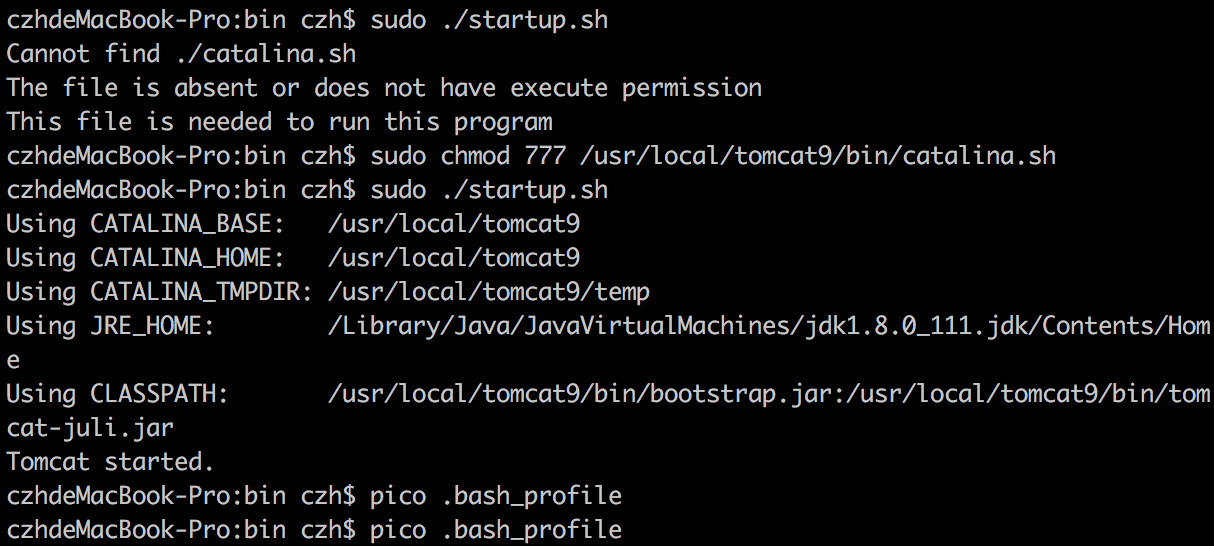 czhdeMacBook-Pro:bin czh$ sudo ./startup.sh
Cannot find ./catalina.sh
The file is absent or does not have execute permission
This file is needed to run this program
czhdeMacBook-Pro:bin czh$ sudo chmod 777 /usr/local/tomcat9/bin/catalina.sh
czhdeMacBook-Pro:bin czh$ sudo ./startup.sh
Using CATALINA_BASE:   /usr/local/tomcat9
Using CATALINA_HOME:   /usr/local/tomcat9
Using CATALINA_TMPDIR: /usr/local/tomcat9/temp
Using JRE_HOME:        /Library/Java/JavaVirtualMachines/jdk1.8.0_111.jdk/Contents/Hom
e
Using CLASSPATH:       /usr/local/tomcat9/bin/bootstrap.jar:/usr/local/tomcat9/bin/tom
cat-juli.jar
Tomcat started.
czhdeMacBook-Pro:bin czh$ pico .bash_profile
czhdeMacBook-Pro:bin czh$ pico .bash_profile